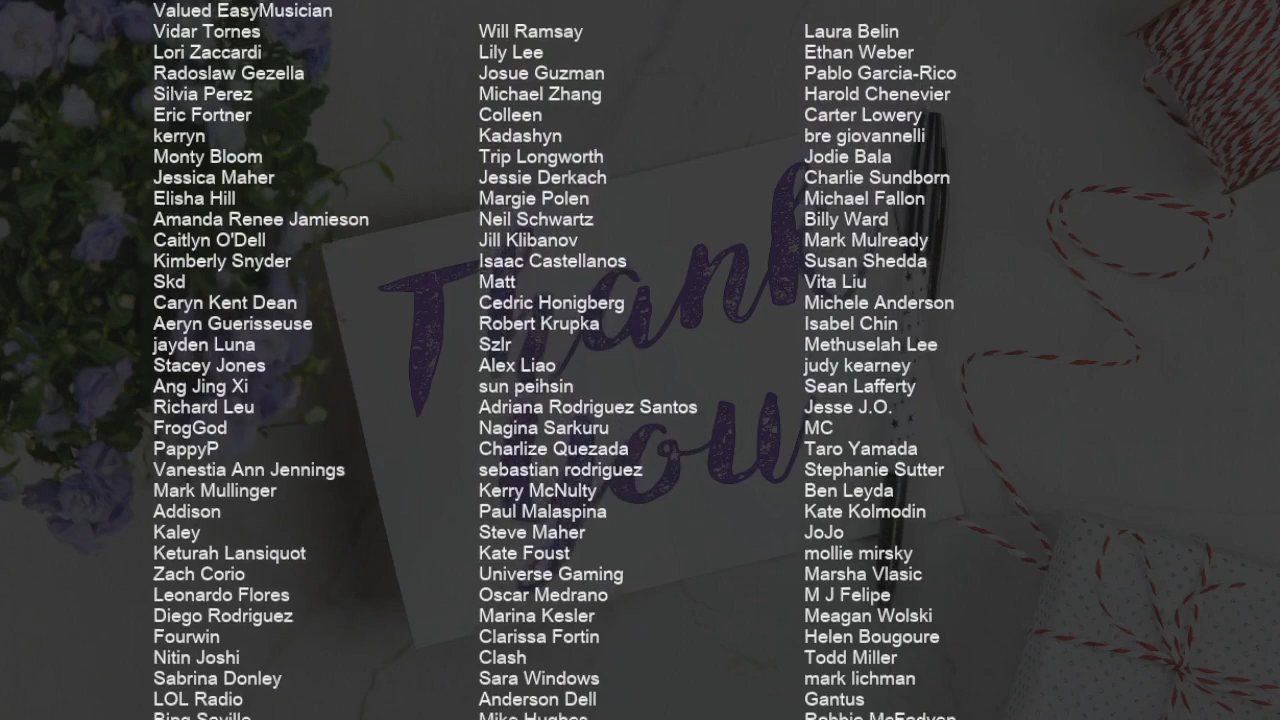 Valued EasyMusician
Vidar Tornes
Lori Zaccardi
Radoslaw Gezella
Silvia Perez
Eric Fortner
kerryn
Monty Bloom
Jessica Maher
Elisha Hill
Amanda Renee Jamieson
Caitlyn O'Dell
Kimberly Snyder
Skd
Caryn Kent Dean
Aeryn Guerisseuse
jayden Luna
Stacey Jones
Ang Jing Xi
Richard Leu
FrogGod
PappyP
Vanestia Ann Jennings
Mark Mullinger
Addison
Kaley
Keturah Lansiquot
Zach Corio
Leonardo Flores
Diego Rodriguez
Fourwin
Nitin Joshi
Sabrina Donley
LOL Radio
Bing Saville
Will Ramsay
Lily Lee
Josue Guzman
Michael Zhang
Colleen
Kadashyn
Trip Longworth
Jessie Derkach
Margie Polen
Neil Schwartz
Jill Klibanov
Isaac Castellanos
Matt
Cedric Honigberg
Robert Krupka
Szlr
Alex Liao
sun peihsin
Adriana Rodriguez Santos
Nagina Sarkuru
Charlize Quezada
sebastian rodriguez
Kerry McNulty
Paul Malaspina
Steve Maher
Kate Foust
Universe Gaming
Oscar Medrano
Marina Kesler
Clarissa Fortin
Clash
Sara Windows
Anderson Dell
Mike Hughes
Laura Belin
Ethan Weber
Pablo Garcia-Rico
Harold Chenevier
Carter Lowery
bre giovannelli
Jodie Bala
Charlie Sundborn
Michael Fallon
Billy Ward
Mark Mulready
Susan Shedda
Vita Liu
Michele Anderson
Isabel Chin
Methuselah Lee
judy kearney
Sean Lafferty
Jesse J.O.
MC
Taro Yamada
Stephanie Sutter
Ben Leyda
Kate Kolmodin
JoJo
mollie mirsky
Marsha Vlasic
M J Felipe
Meagan Wolski
Helen Bougoure
Todd Miller
mark lichman
Gantus
Robbie McFadyen
Thank
you